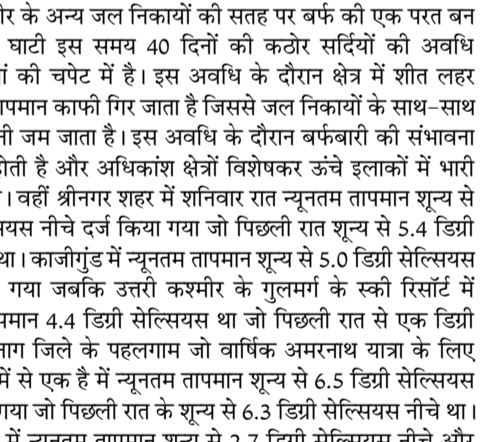 के अन्य जल निकायों की सतह पर बर्फ की एक परत बन
घाटी इस समय 40 दिनों की कठोर सर्दियों की अवधि
की चपेट में है। इस अवधि के दौरान क्षेत्र में शीत लहर
काफी गिर जाता है जिससे जल निकायों के साथ-साथ
जम जाता है। इस अवधि के दौरान बर्फबारी की संभावना
है और अधिकांश क्षेत्रों विशेषकर ऊंचे इलाकों में भारी
। वहीं श्रीनगर शहर में शनिवार रात न्यूनतम तापमान शून्य से
नीचे दर्ज किया गया जो पिछली रात शून्य से 5.4 डिग्री
था। काजीगुंड में न्यूनतम तापमान शून्य से 5.0 डिग्री सेल्सियस
गया जबकि उत्तरी कश्मीर के गुलमर्ग के स्की रिसॉर्ट में
4.4 डिग्री सेल्सियस था जो पिछली रात से एक डिग्री
जिले के पहलगाम जो वार्षिक अमरनाथ यात्रा के लिए
में से एक है में न्यूनतम तापमान शून्य से 6.5 डिग्री सेल्सियस
गया जो पिछली रात के शून्य से 6.3 डिग्री सेल्सियस नीचे था।